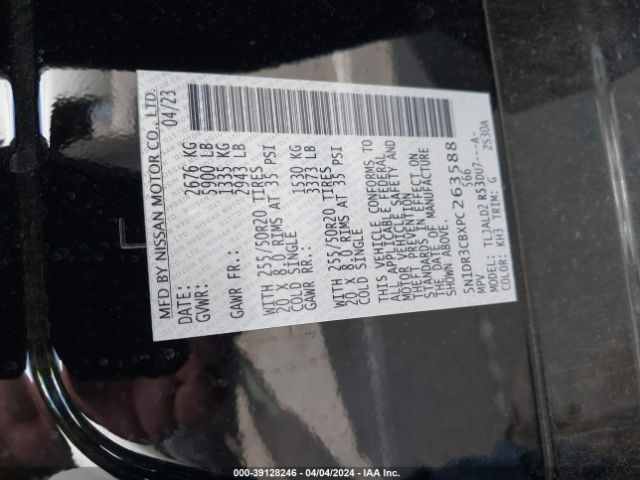 MFD BY NISSAN MOTOR CO., LTD.
DATE: 04/23
GVWR: 2676 KG
5900 LB
GAWR FR.: 1335 KG
2943 LB
WITH 255/50R20 TIRES
20 X 8.0 RIMS AT 35 PSI
COLD SINGLE
GAWR RR.: 1530 KG
3373 LB
WITH 255/50R20 TIRES
20 X 8.0 RIMS AT 35 PSI
COLD SINGLE
THIS VEHICLE CONFORMS TO
ALL APPLICABLE FEDERAL
MOTOR VEHICLE SAFETY AND
THEFT PREVENTION
STANDARDS IN EFFECT ON
THE DATE OF MANUFACTURE
SHOWN ABOVE.
5N1DR3CBXPC263588
MPV 566
MODEL: TLJALD2 R53DU7---A-
COLOR: KH3 TRIM: G ZS30A
000-39128246 - 04/04/2024 - IAA Inc.